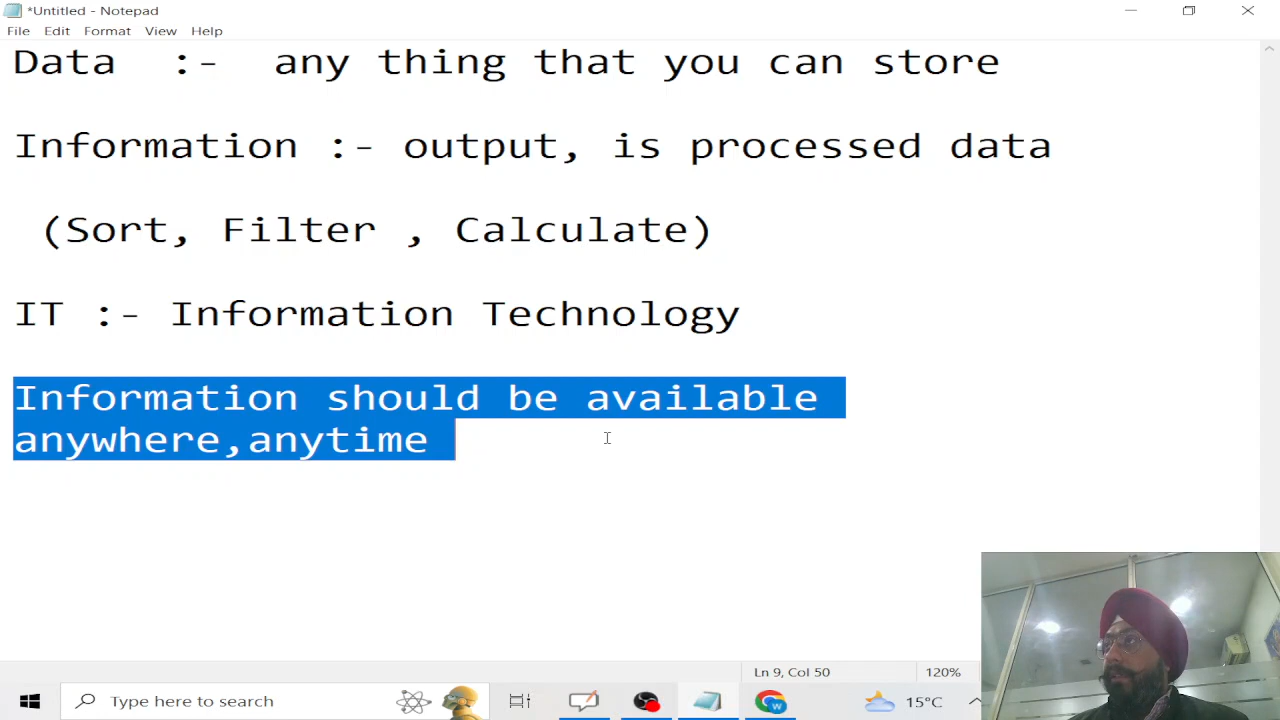 *Untitled - Notepad
File Edit Format View Help
Data :- any thing that you can store
Information :- output, is processed data
(Sort, Filter , Calculate)
IT :- Information Technology
Information should be available
anywhere,anytime
Ln 9, Col 50 120%
Type here to search W 15°C